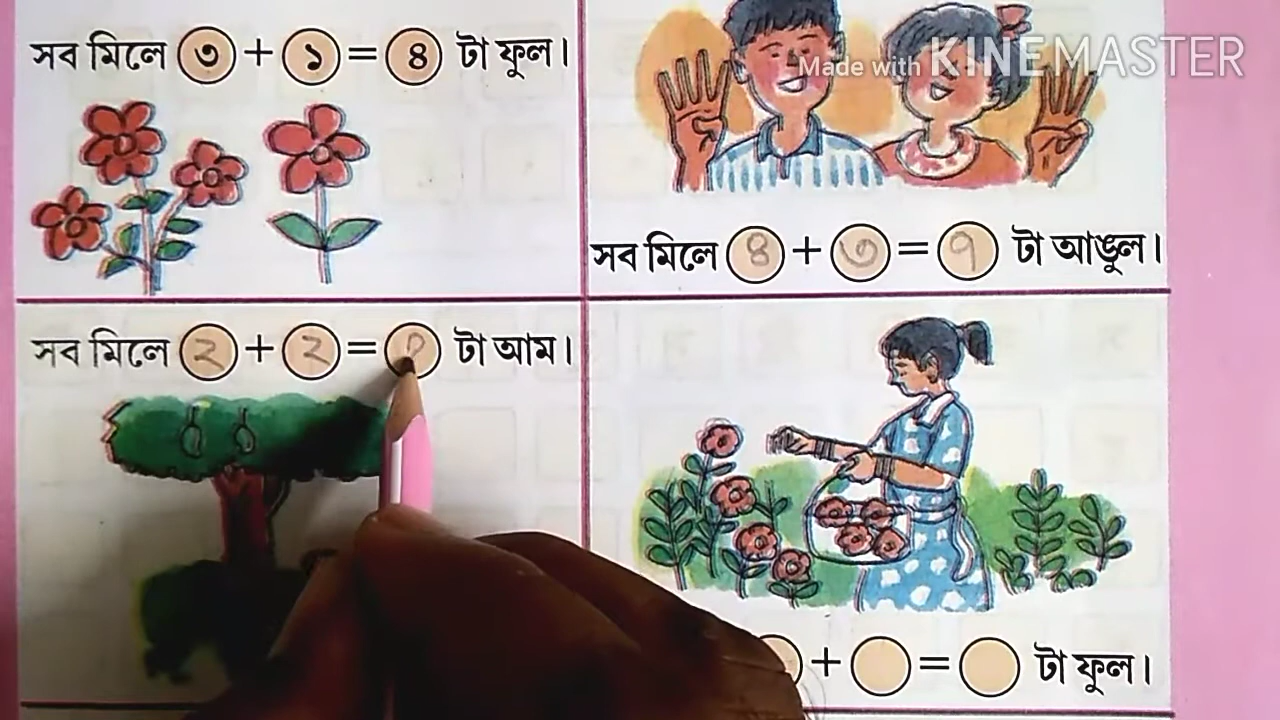 সব মিলে ৩ + ১ = ৪ টা ফুল।
Made with KINEMASTER
সব মিলে ৪ + ৩ = ৭ টা আঙুল।
সব মিলে ২ + ২ = টা আম।
+ = টা ফুল।